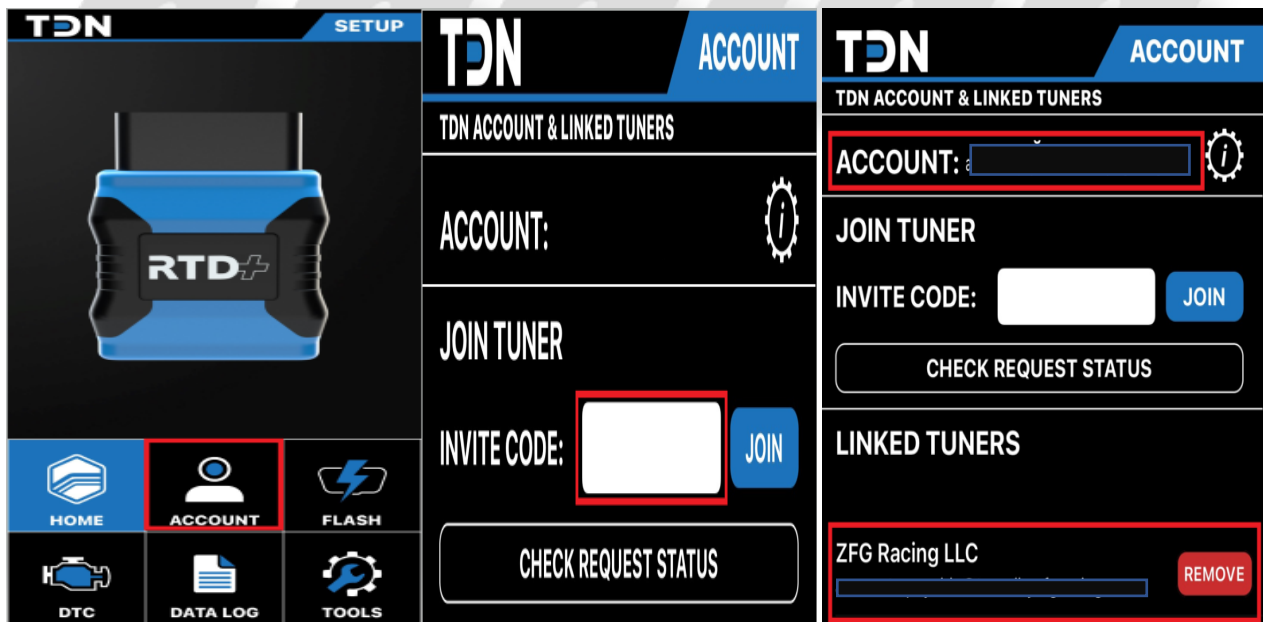 TDN
SETUP
RTD+
HOME
ACCOUNT
FLASH
DTC
DATA LOG
TOOLS
TDN
ACCOUNT
TDN ACCOUNT & LINKED TUNERS
ACCOUNT:
i
JOIN TUNER
INVITE CODE:
JOIN
CHECK REQUEST STATUS
TDN
ACCOUNT
TDN ACCOUNT & LINKED TUNERS
ACCOUNT:
i
JOIN TUNER
INVITE CODE:
JOIN
CHECK REQUEST STATUS
LINKED TUNERS
ZFG Racing LLC
REMOVE